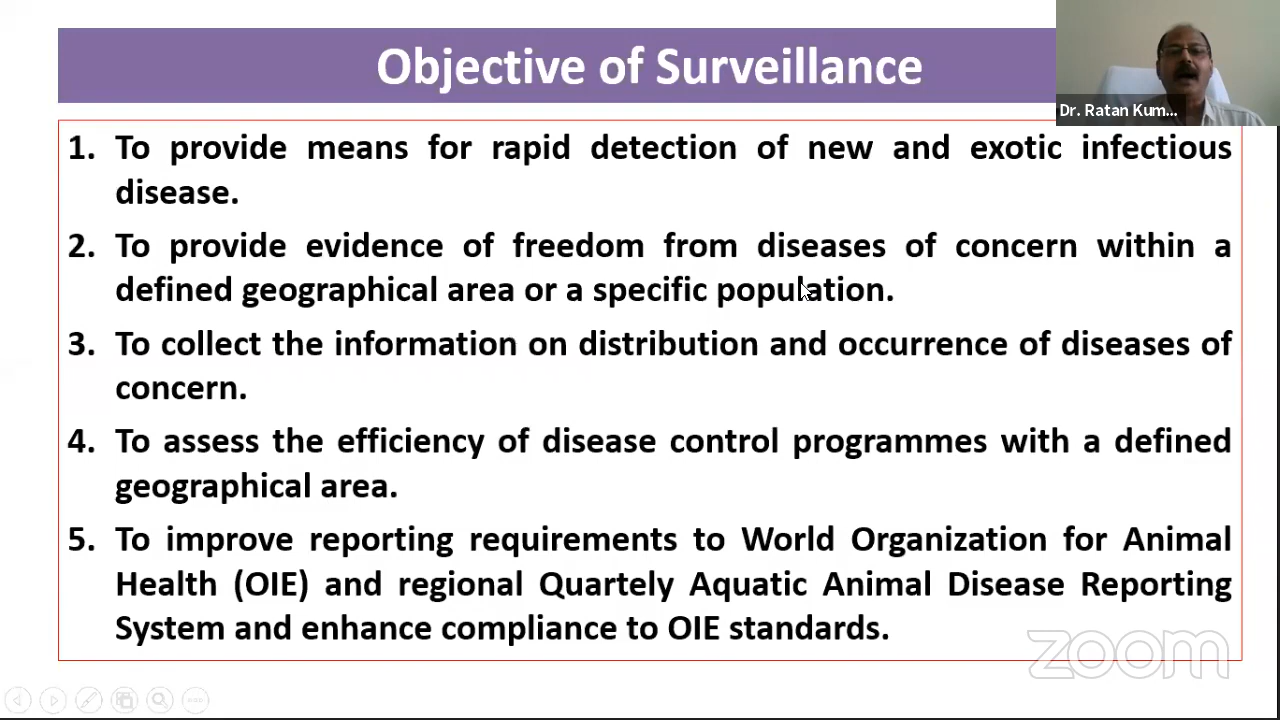 Objective of Surveillance
Dr. Ratan Kum...
1. To provide means for rapid detection of new and exotic infectious
disease.
2. To provide evidence of freedom from diseases of concern within a
defined geographical area or a specific population.
3. To collect the information on distribution and occurrence of diseases of
concern.
4. To assess the efficiency of disease control programmes with a defined
geographical area.
5. To improve reporting requirements to World Organization for Animal
Health (OIE) and regional Quartely Aquatic Animal Disease Reporting
System and enhance compliance to OIE standards.
zoom